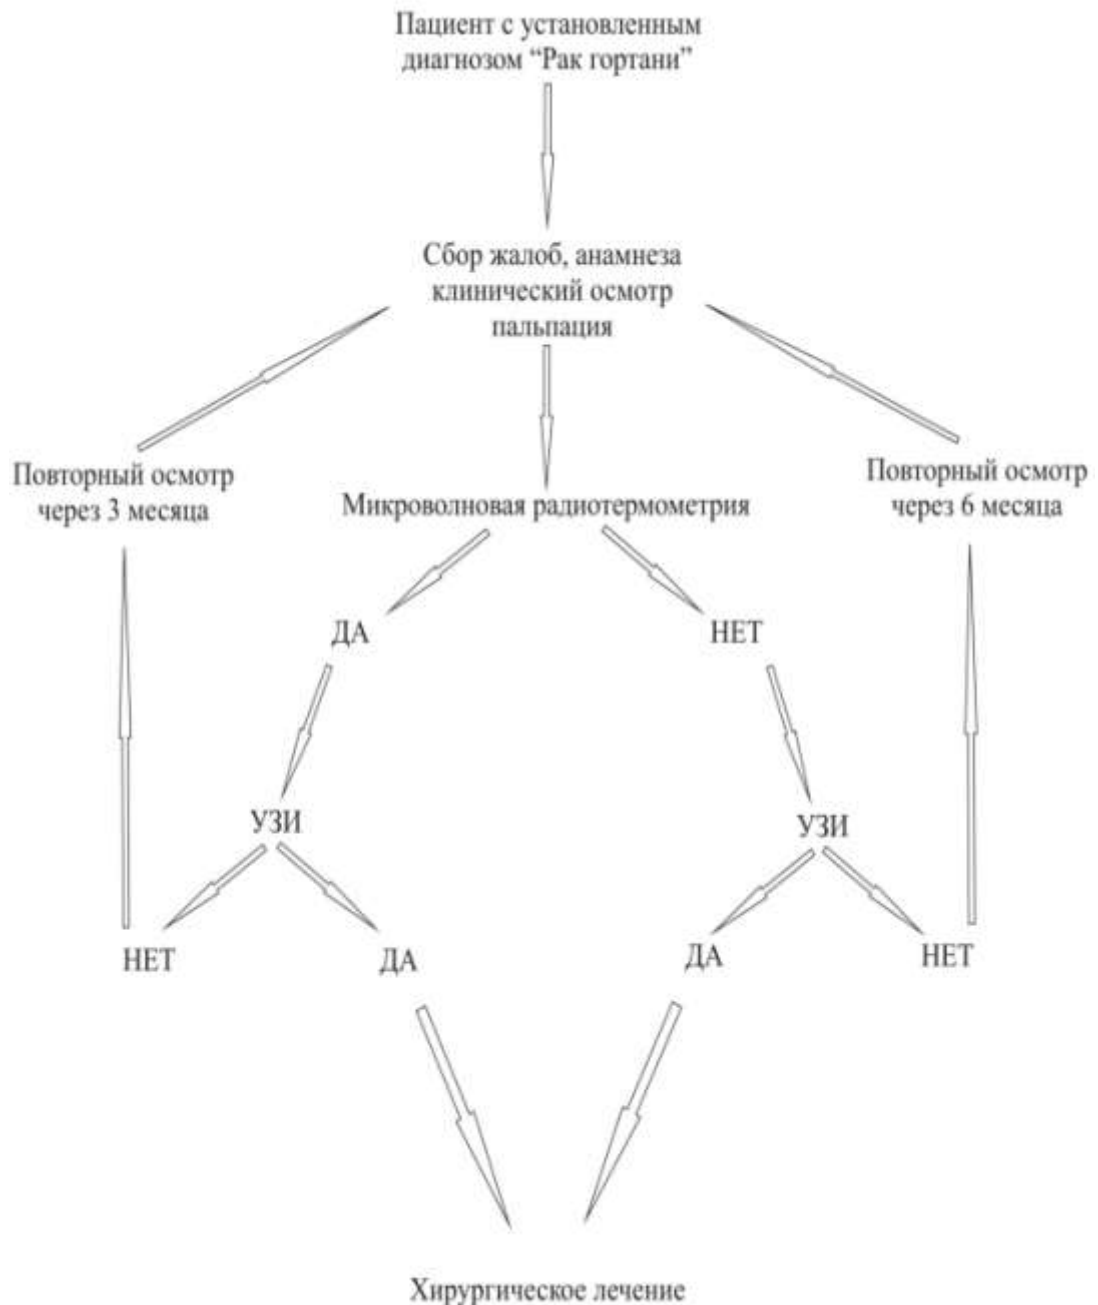 Пациент с установленным
диагнозом “Рак гортани”
Сбор жалоб, анамнеза
клинический осмотр
пальпация
Повторный осмотр
через 3 месяца
Микроволновая радиотермометрия
Повторный осмотр
через 6 месяца
ДА
НЕТ
УЗИ
УЗИ
НЕТ
ДА
ДА
НЕТ
Хирургическое лечение